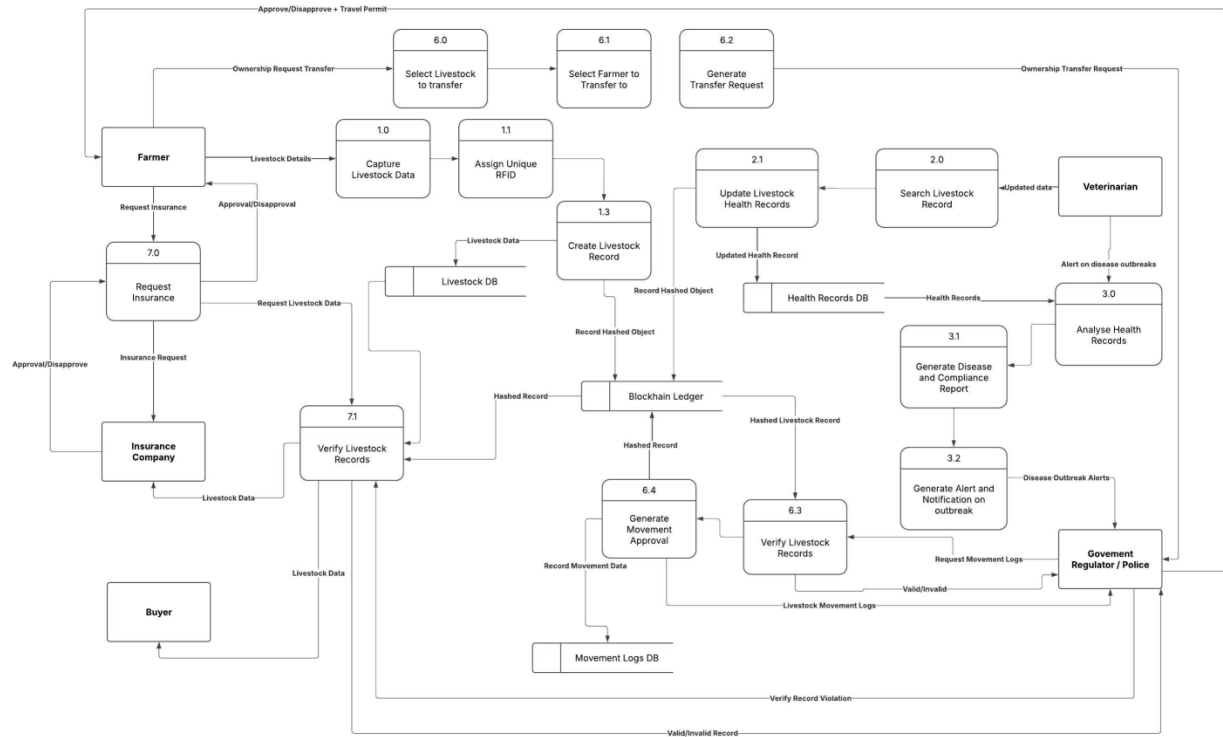 Approve/Disapprove + Travel Permit
6.0
Select Livestock
to transfer
6.1
Select Farmer to
Transfer to
6.2
Generate
Transfer Request
Ownership Request Transfer
Ownership Transfer Request
Farmer
Livestock Details
1.0
Capture
Livestock Data
1.1
Assign Unique
RFID
2.1
Update Livestock
Health Records
2.0
Search Livestock
Record
Updated data
Veterinarian
Request Insurance
Approval/Disapproval
1.3
Create Livestock
Record
Livestock Data
Livestock DB
Updated Health Record
Alert on disease outbreaks
7.0
Request
Insurance
Request Livestock Data
Record Hashed Object
Health Records DB
Health Records
3.0
Analyse Health
Records
Record Hashed Object
3.1
Generate Disease
and Compliance
Report
Approval/Disapprove
Insurance Request
Hashed Record
Blockhain Ledger
Hashed Livestock Record
7.1
Verify Livestock
Records
Insurance
Company
Hashed Record
3.2
Generate Alert and
Notification on
outbreak
Disease Outbreak Alerts
Livestock Data
6.4
Generate
Movement
Approval
6.3
Verify Livestock
Records
Request Movement Logs
Goverment
Regulator / Police
Livestock Data
Record Movement Data
Valid/Invalid
Livestock Movement Logs
Buyer
Movement Logs DB
Verify Record Violation
Valid/Invalid Record